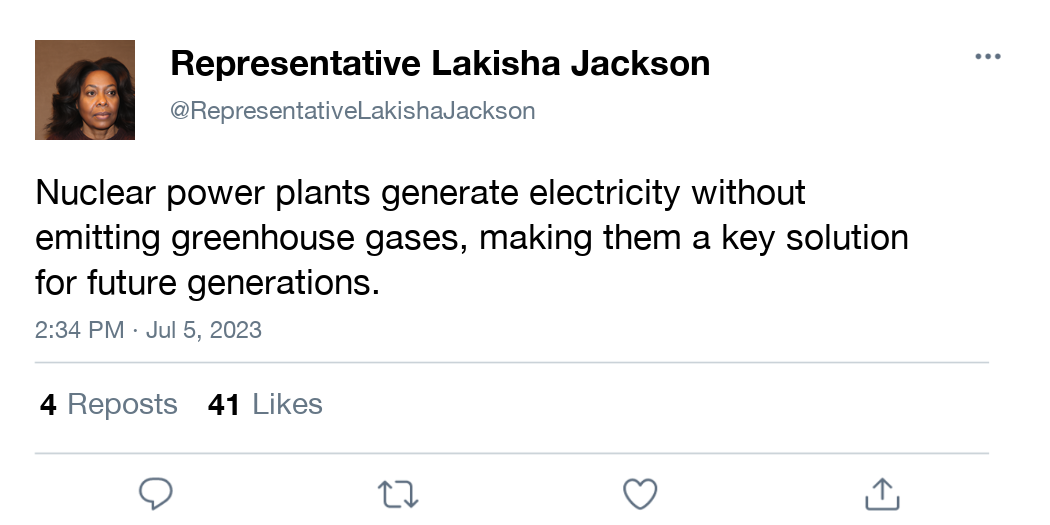 Representative Lakisha Jackson
@RepresentativeLakishaJackson
Nuclear power plants generate electricity without
emitting greenhouse gases, making them a key solution
for future generations.
2:34 PM · Jul 5, 2023
4 Reposts 41 Likes